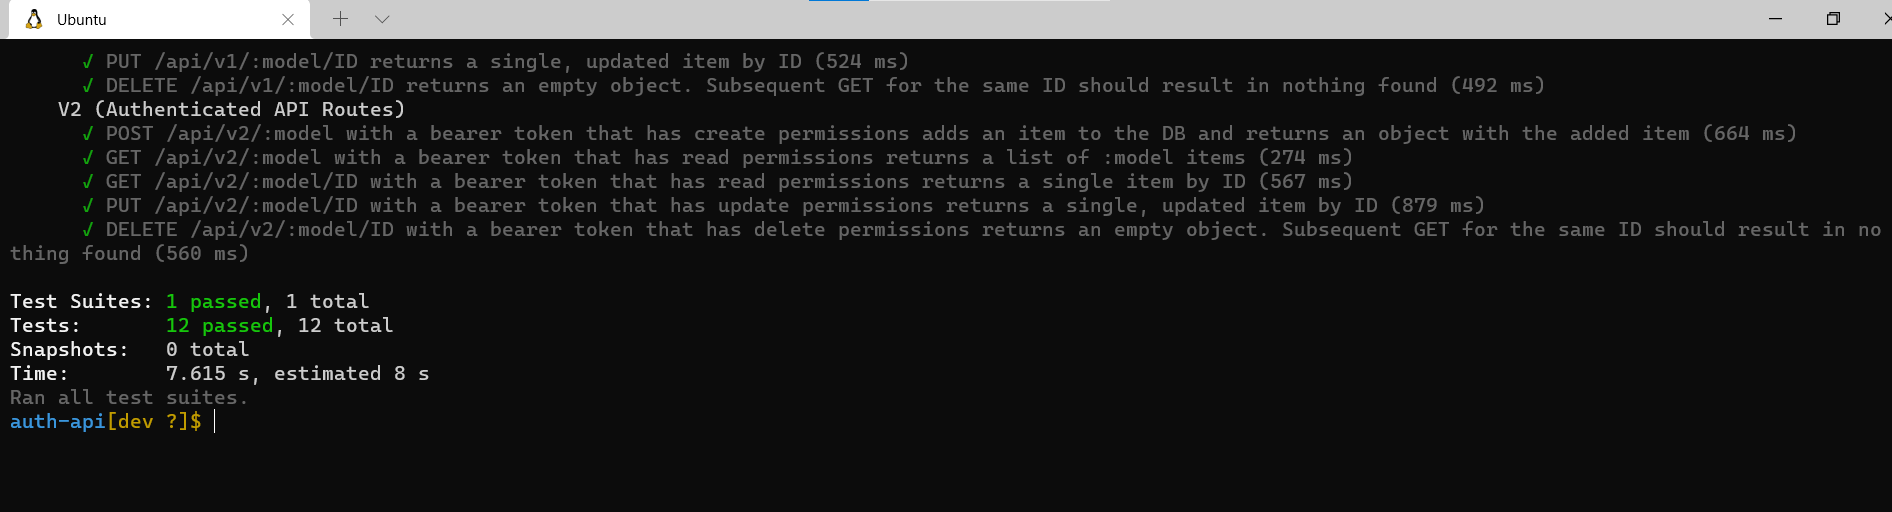 Ubuntu
√ PUT /api/v1/:model/ID returns a single, updated item by ID (524 ms)
√ DELETE /api/v1/:model/ID returns an empty object. Subsequent GET for the same ID should result in nothing found (492 ms)
V2 (Authenticated API Routes)
√ POST /api/v2/:model with a bearer token that has create permissions adds an item to the DB and returns an object with the added item (664 ms)
√ GET /api/v2/:model with a bearer token that has read permissions returns a list of :model items (274 ms)
√ GET /api/v2/:model/ID with a bearer token that has read permissions returns a single item by ID (567 ms)
√ PUT /api/v2/:model/ID with a bearer token that has update permissions returns a single, updated item by ID (879 ms)
√ DELETE /api/v2/:model/ID with a bearer token that has delete permissions returns an empty object. Subsequent GET for the same ID should result in no
thing found (560 ms)
Test Suites: 1 passed, 1 total
Tests:       12 passed, 12 total
Snapshots:   0 total
Time:        7.615 s, estimated 8 s
Ran all test suites.
auth-api[dev ?]$